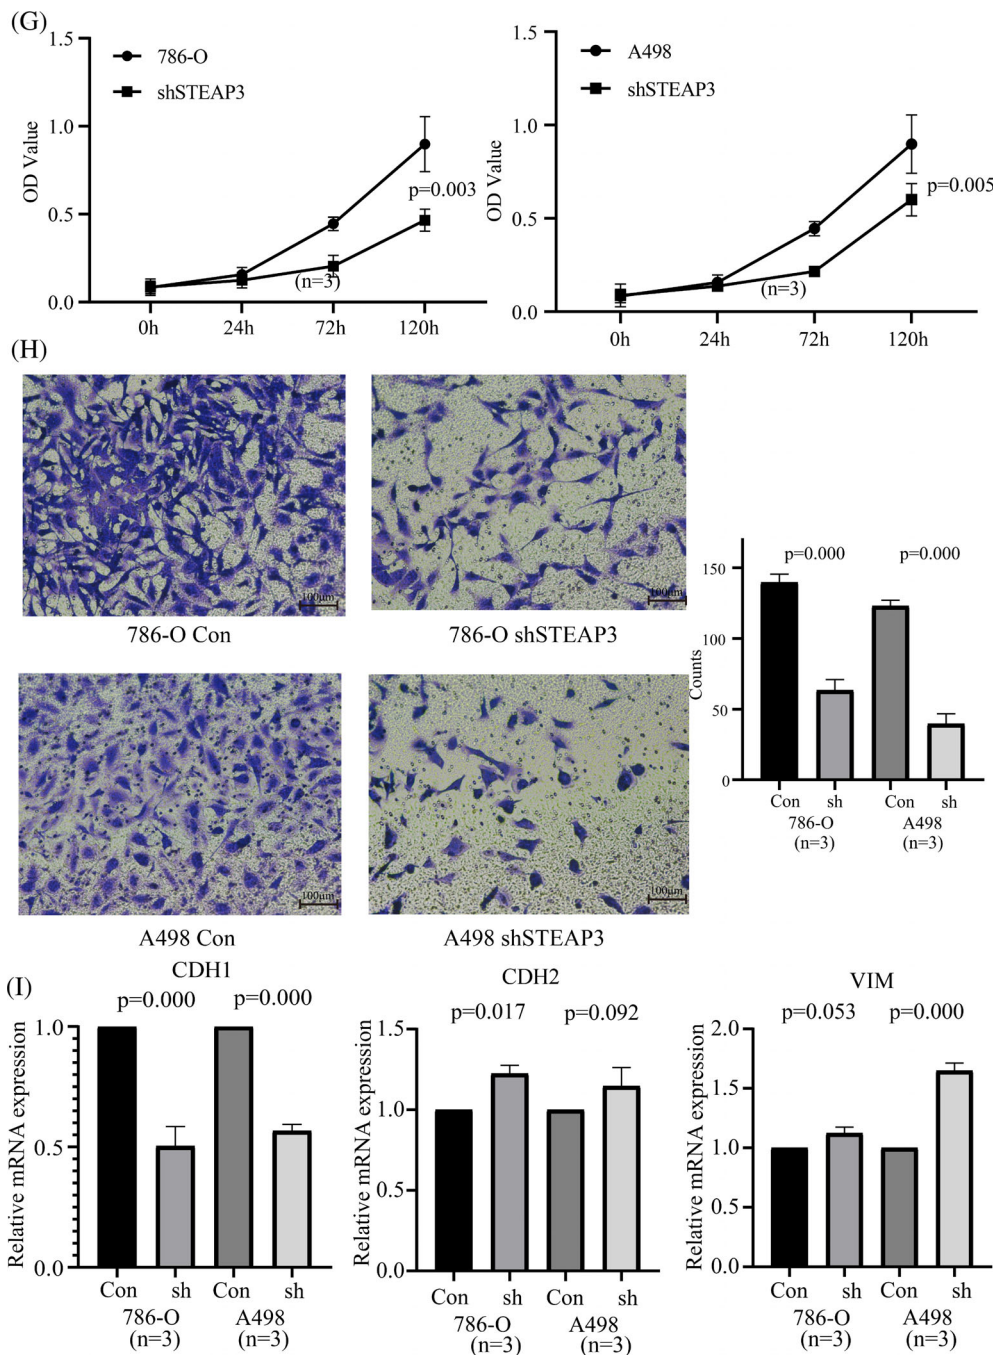 (G)
1.5
1.0
0.5
0.0
OD Value
786-O
shSTEAP3
p=0.003
(n=3)
0h 24h 72h 120h
1.5
1.0
0.5
0.0
OD Value
A498
shSTEAP3
p=0.005
(n=3)
0h 24h 72h 120h
(H)
100μm
786-O Con
100μm
786-O shSTEAP3
100μm
A498 Con
100μm
A498 shSTEAP3
p=0.000 p=0.000
150
100
50
0
Counts
Con sh Con sh
786-O A498
(n=3) (n=3)
(I)
CDH1
p=0.000 p=0.000
1.0
0.5
0.0
Relative mRNA expression
Con sh Con sh
786-O A498
(n=3) (n=3)
CDH2
p=0.017 p=0.092
1.5
1.0
0.5
0.0
Relative mRNA expression
Con sh Con sh
786-O A498
(n=3) (n=3)
VIM
p=0.053 p=0.000
2.0
1.5
1.0
0.5
0.0
Relative mRNA expression
Con sh Con sh
786-O A498
(n=3) (n=3)